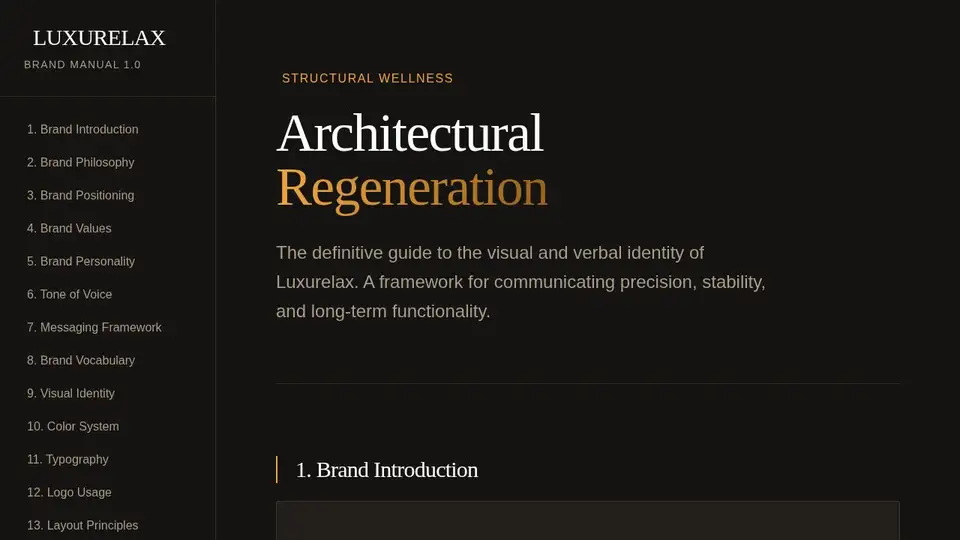 LUXURELAX
BRAND MANUAL 1.0
1. Brand Introduction
2. Brand Philosophy
3. Brand Positioning
4. Brand Values
5. Brand Personality
6. Tone of Voice
7. Messaging Framework
8. Brand Vocabulary
9. Visual Identity
10. Color System
11. Typography
12. Logo Usage
13. Layout Principles
STRUCTURAL WELLNESS
Architectural
Regeneration
The definitive guide to the visual and verbal identity of
Luxurelax. A framework for communicating precision, stability,
and long-term functionality.
1. Brand Introduction